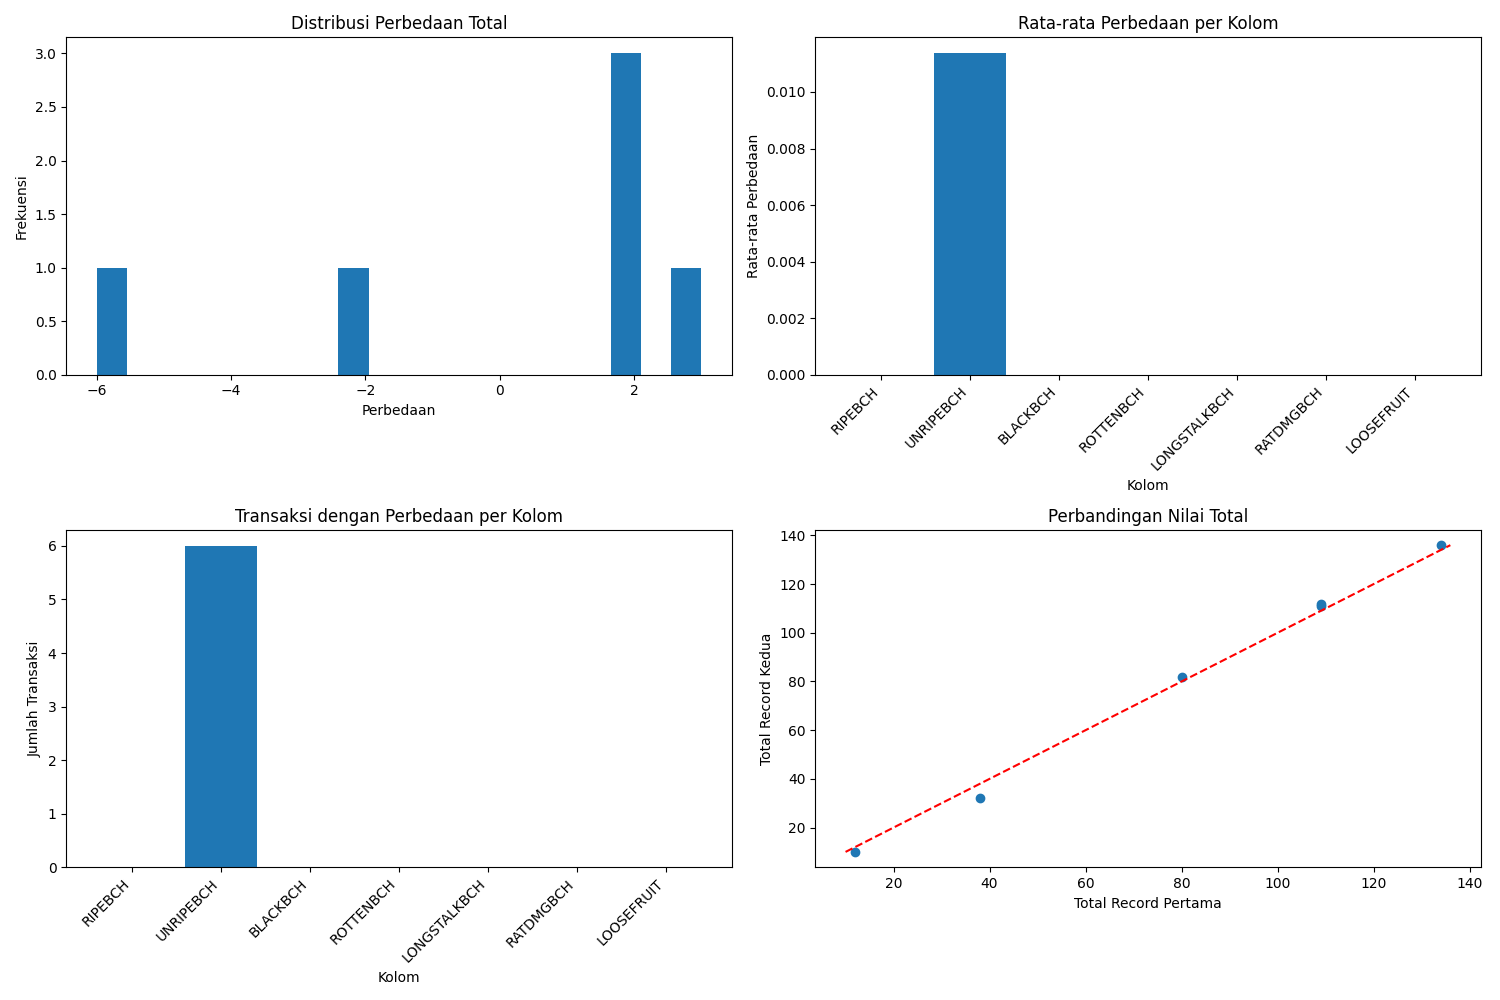 Distribusi Perbedaan Total
3.0
2.5
2.0
1.5
1.0
0.5
0.0
Frekuensi
−6
−4
−2
0
2
Perbedaan
Rata-rata Perbedaan per Kolom
0.010
0.008
0.006
0.004
0.002
0.000
Rata-rata Perbedaan
RIPEBCH
UNRIPEBCH
BLACKBCH
ROTTENBCH
LONGSTALKBCH
RATDMGBCH
LOOSEFRUIT
Kolom
Transaksi dengan Perbedaan per Kolom
6
5
4
3
2
1
0
Jumlah Transaksi
RIPEBCH
UNRIPEBCH
BLACKBCH
ROTTENBCH
LONGSTALKBCH
RATDMGBCH
LOOSEFRUIT
Kolom
Perbandingan Nilai Total
140
120
100
80
60
40
20
Total Record Kedua
20
40
60
80
100
120
140
Total Record Pertama